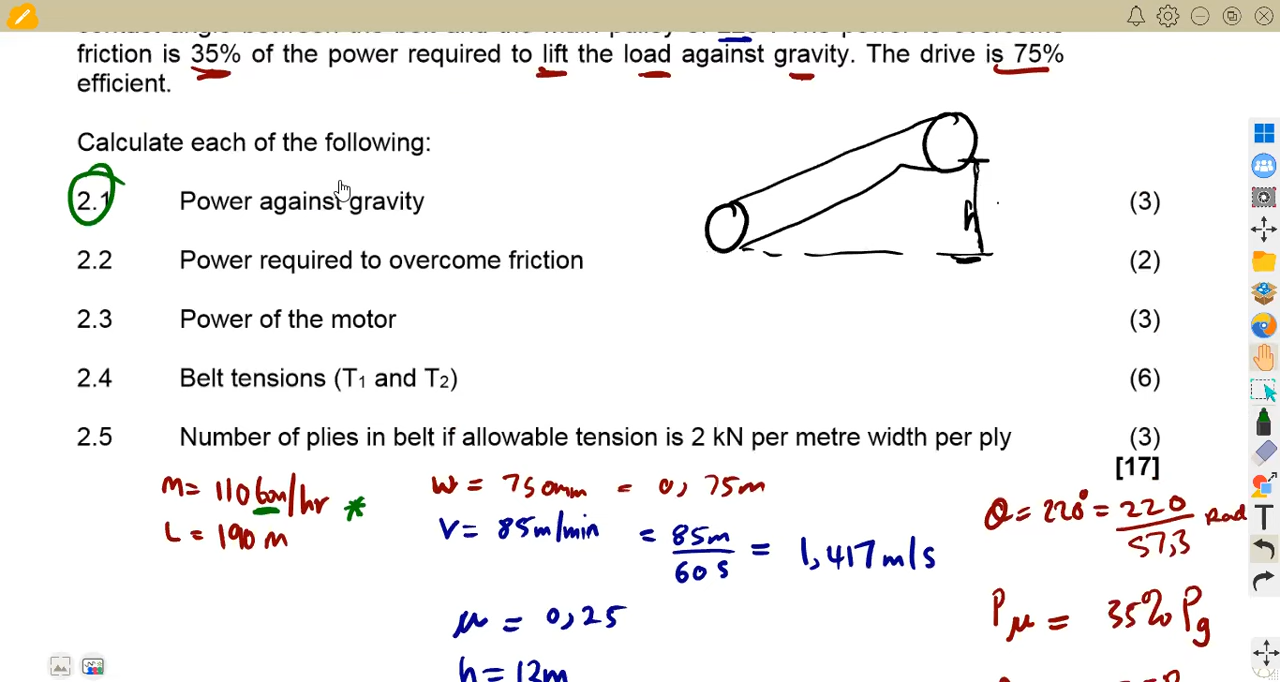 friction is 35% of the power required to lift the load against gravity. The drive is 75%
efficient.
Calculate each of the following:
2.1 Power against gravity (3)
2.2 Power required to overcome friction (2)
2.3 Power of the motor (3)
2.4 Belt tensions (T₁ and T₂) (6)
2.5 Number of plies in belt if allowable tension is 2 kN per metre width per ply (3)
[17]
h
M= 110 ton/hr *
L = 190 m
W = 750mm = 0,75m
V = 85m/min = 85m/60s = 1,417m/s
μ = 0,25
h = 12m
θ = 220° = 220/57,3 rad
Pμ = 35% Pg